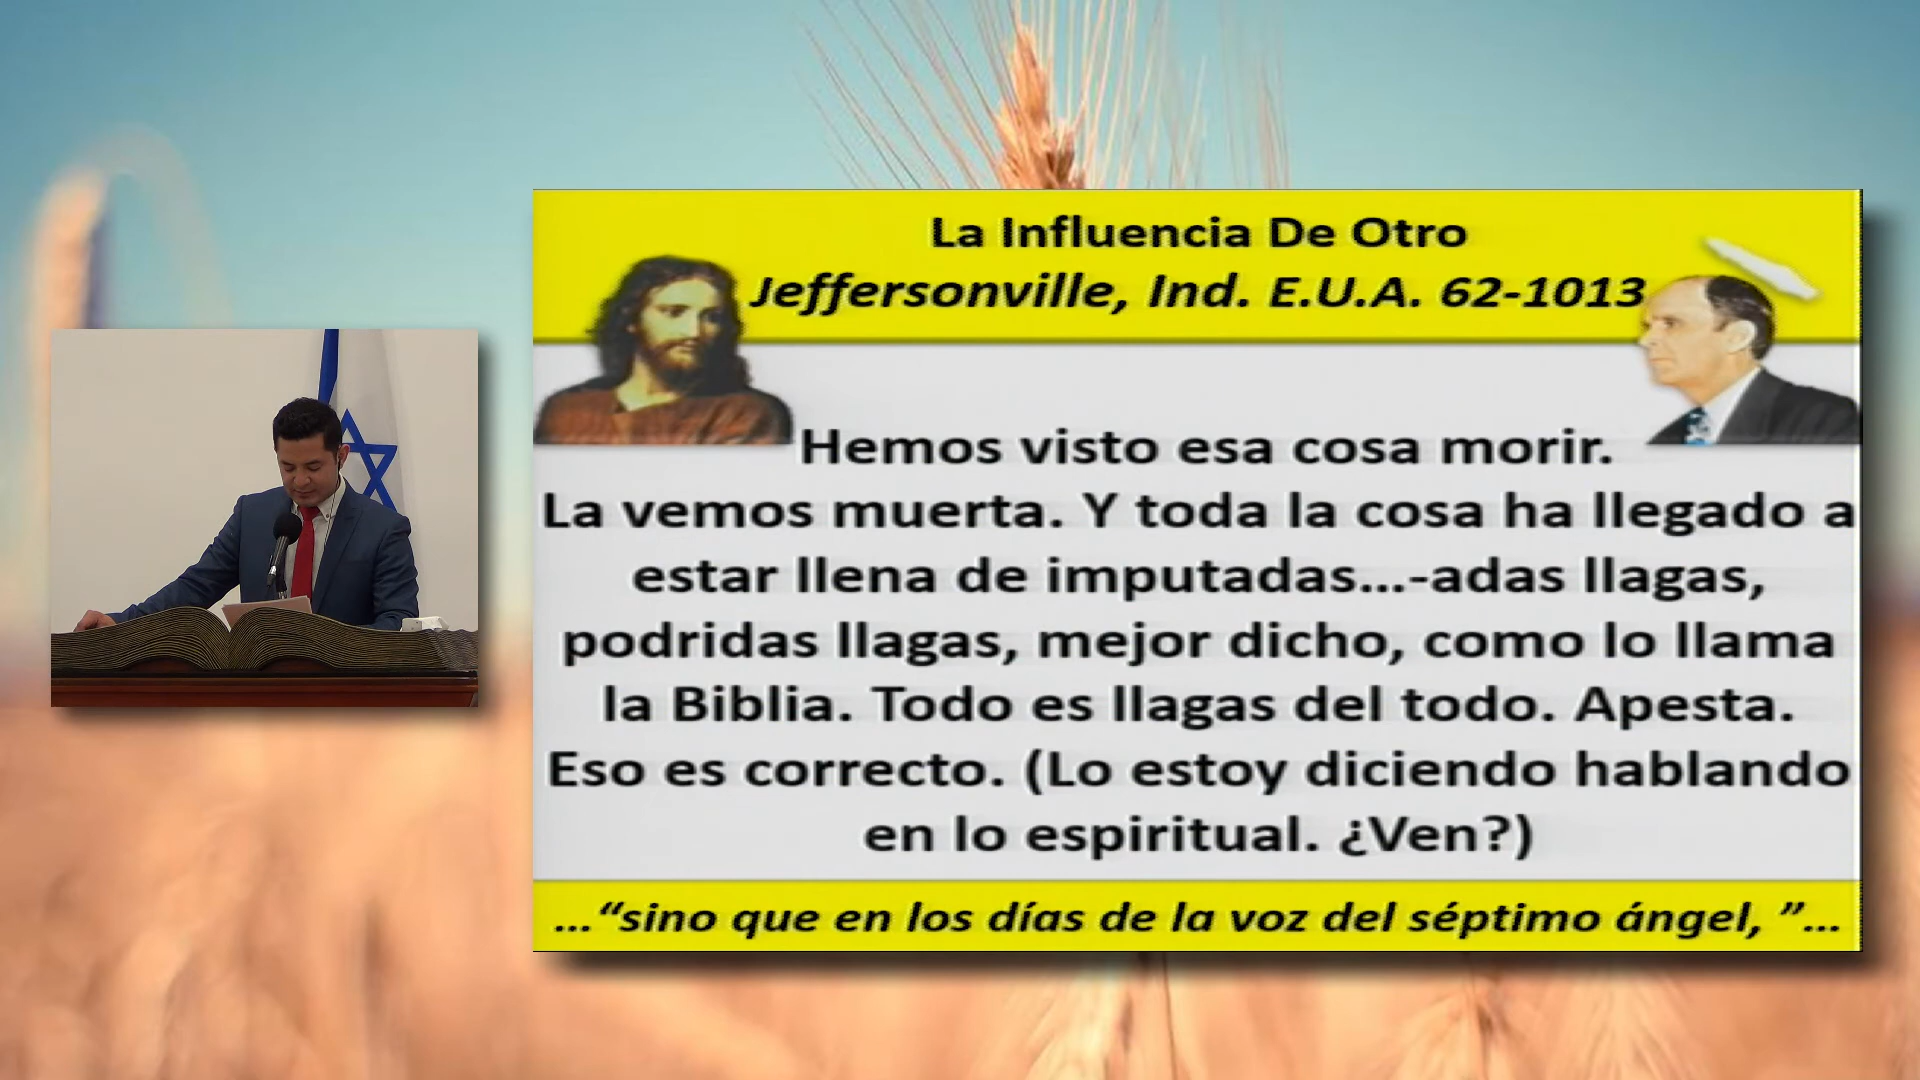 La Influencia De Otro
Jeffersonville, Ind. E.U.A. 62-1013
Hemos visto esa cosa morir.
La vemos muerta. Y toda la cosa ha llegado a
estar llena de imputadas...-adas llagas,
podridas llagas, mejor dicho, como lo llama
la Biblia. Todo es llagas del todo. Apesta.
Eso es correcto. (Lo estoy diciendo hablando
en lo espiritual. ¿Ven?)
...“sino que en los días de la voz del séptimo ángel, ”...